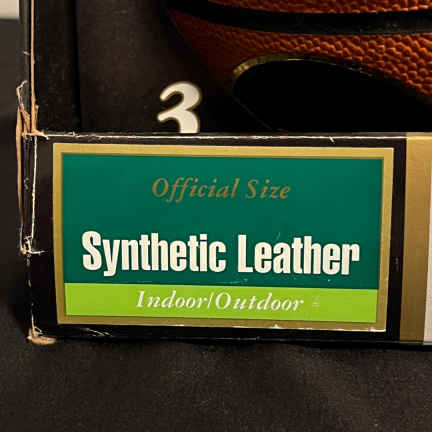 3
Official Size
Synthetic Leather
Indoor/Outdoor